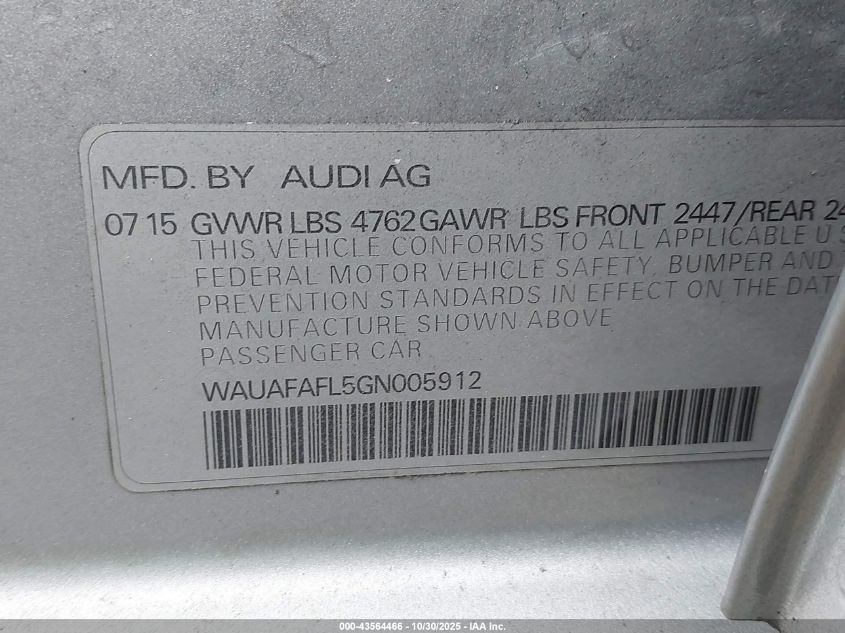 MFD. BY AUDI AG
07 15 GVWR LBS 4762 GAWR LBS FRONT 2447/REAR 24
THIS VEHICLE CONFORMS TO ALL APPLICABLE U S
FEDERAL MOTOR VEHICLE SAFETY, BUMPER AND
PREVENTION STANDARDS IN EFFECT ON THE DATE
MANUFACTURE SHOWN ABOVE
PASSENGER CAR
WAUAFAFL5GN005912
000-43564466 - 10/30/2025 - IAA Inc.